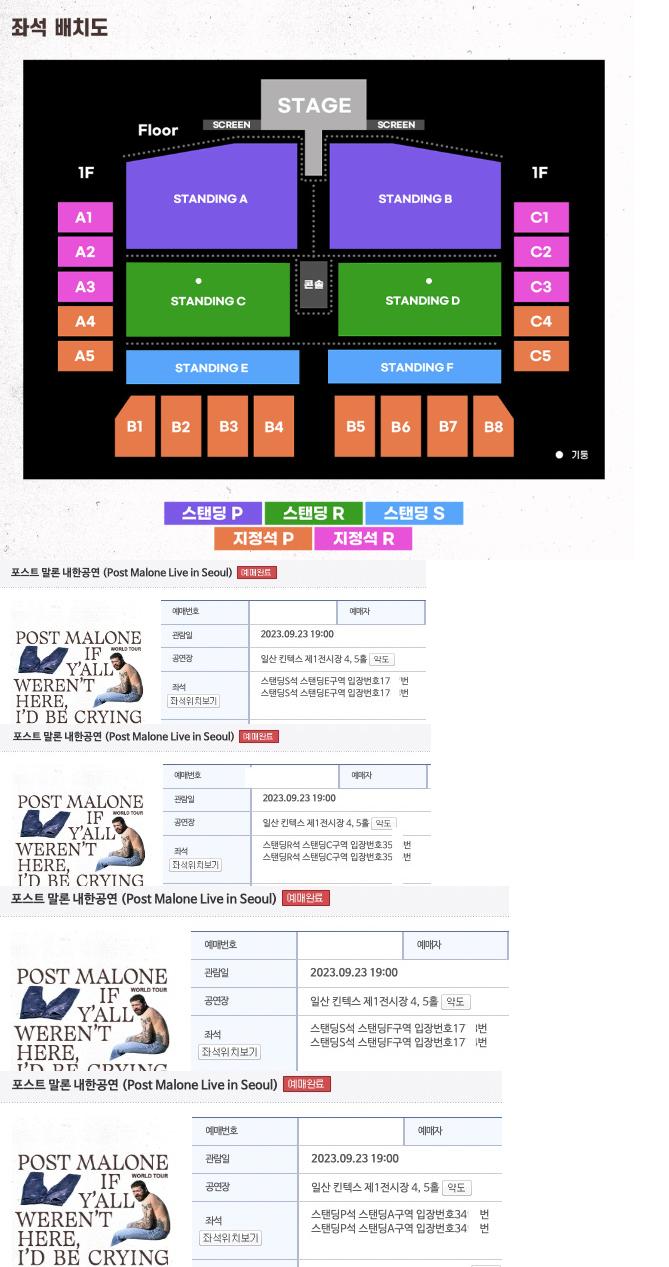 좌석 배치도
STAGE
SCREEN
SCREEN
Floor
1F
1F
STANDING A
STANDING B
A1
C1
A2
C2
A3
C3
콘솔
STANDING C
STANDING D
A4
C4
A5
C5
STANDING E
STANDING F
B1
B2
B3
B4
B5
B6
B7
B8
기둥
스탠딩 P
스탠딩 R
스탠딩 S
지정석 P
지정석 R
포스트 말론 내한공연 (Post Malone Live in Seoul) 예매완료
POST MALONE
IF
WORLD TOUR
Y'ALL
WEREN'T
HERE,
I'D BE CRYING
예매번호
예매자
관람일
2023.09.23 19:00
공연장
일산 킨텍스 제1전시장 4, 5홀 약도
좌석
좌석위치보기
스탠딩S석 스탠딩E구역 입장번호17 번
스탠딩S석 스탠딩E구역 입장번호17 번
포스트 말론 내한공연 (Post Malone Live in Seoul) 예매완료
POST MALONE
IF
WORLD TOUR
Y'ALL
WEREN'T
HERE,
I'D BE CRYING
예매번호
예매자
관람일
2023.09.23 19:00
공연장
일산 킨텍스 제1전시장 4, 5홀 약도
좌석
좌석위치보기
스탠딩R석 스탠딩C구역 입장번호35 번
스탠딩R석 스탠딩C구역 입장번호35 번
포스트 말론 내한공연 (Post Malone Live in Seoul) 예매완료
POST MALONE
IF
WORLD TOUR
Y'ALL
WEREN'T
HERE,
I'D BE CRYING
예매번호
예매자
관람일
2023.09.23 19:00
공연장
일산 킨텍스 제1전시장 4, 5홀 약도
좌석
좌석위치보기
스탠딩S석 스탠딩F구역 입장번호17 번
스탠딩S석 스탠딩F구역 입장번호17 번
포스트 말론 내한공연 (Post Malone Live in Seoul) 예매완료
POST MALONE
IF
WORLD TOUR
Y'ALL
WEREN'T
HERE,
I'D BE CRYING
예매번호
예매자
관람일
2023.09.23 19:00
공연장
일산 킨텍스 제1전시장 4, 5홀 약도
좌석
좌석위치보기
스탠딩P석 스탠딩A구역 입장번호34 번
스탠딩P석 스탠딩A구역 입장번호34 번